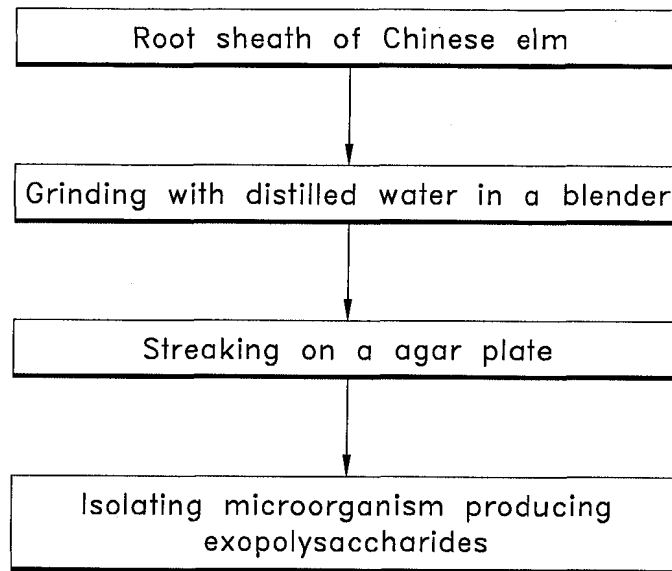 Root sheath of Chinese elm
Grinding with distilled water in a blender
Streaking on a agar plate
Isolating microorganism producing
exopolysaccharides